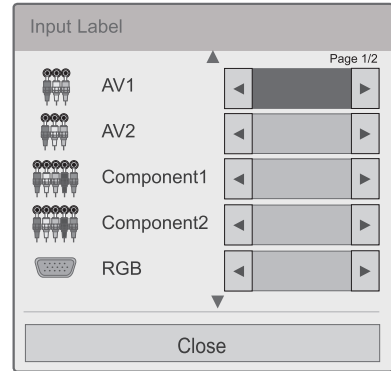 Input Label
Page 1/2
AV1
AV2
Component1
Component2
RGB
Close